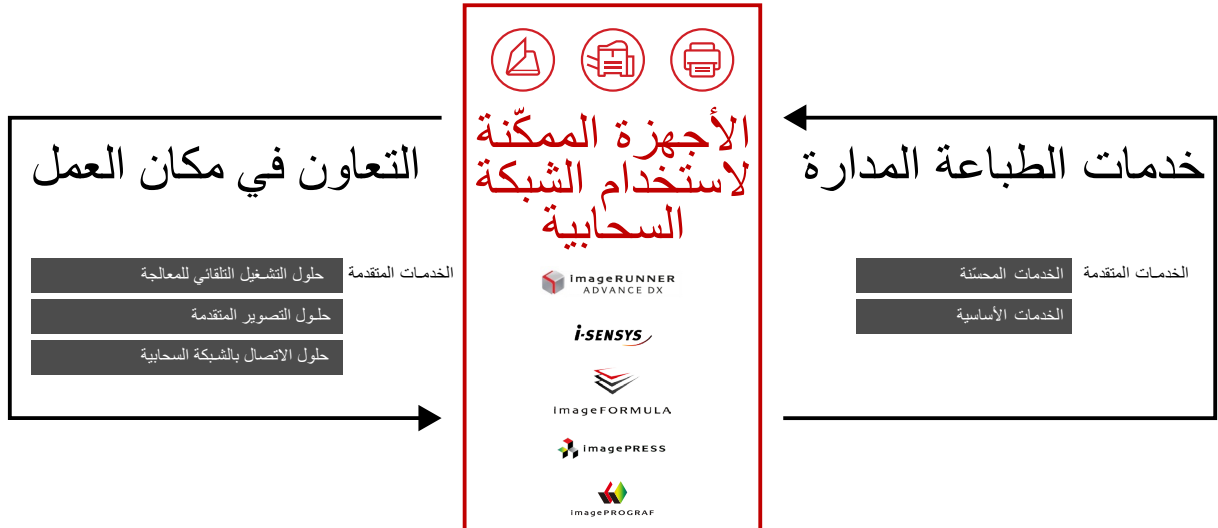 خدمات الطباعة المدارة
الخدمات المتقدمة
الخدمات المحسّنة
الخدمات الأساسية
الأجهزة الممكّنة
لاستخدام الشبكة
السحابية
imageRUNNER
ADVANCE DX
i-SENSYS
imageFORMULA
imagePRESS
imagePROGRAF
التعاون في مكان العمل
الخدمات المتقدمة
حلول التشغيل التلقائي للمعالجة
حلول التصوير المتقدمة
حلول الاتصال بالشبكة السحابية